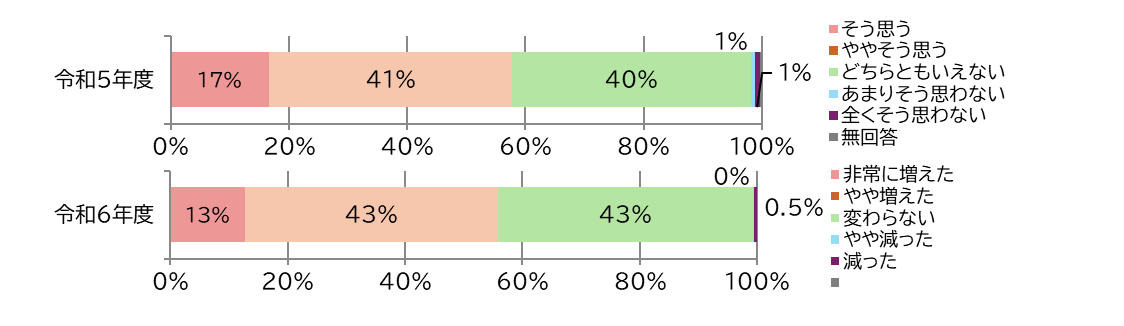 1%
そう思う
ややそう思う
令和5年度
17%
41%
40%
1%
どちらともいえない
あまりそう思わない
全くそう思わない
0%
20%
40%
60%
80%
100%
無回答
0%
非常に増えた
やや増えた
令和6年度
13%
43%
43%
0.5%
変わらない
やや減った
減った
0%
20%
40%
60%
80%
100%